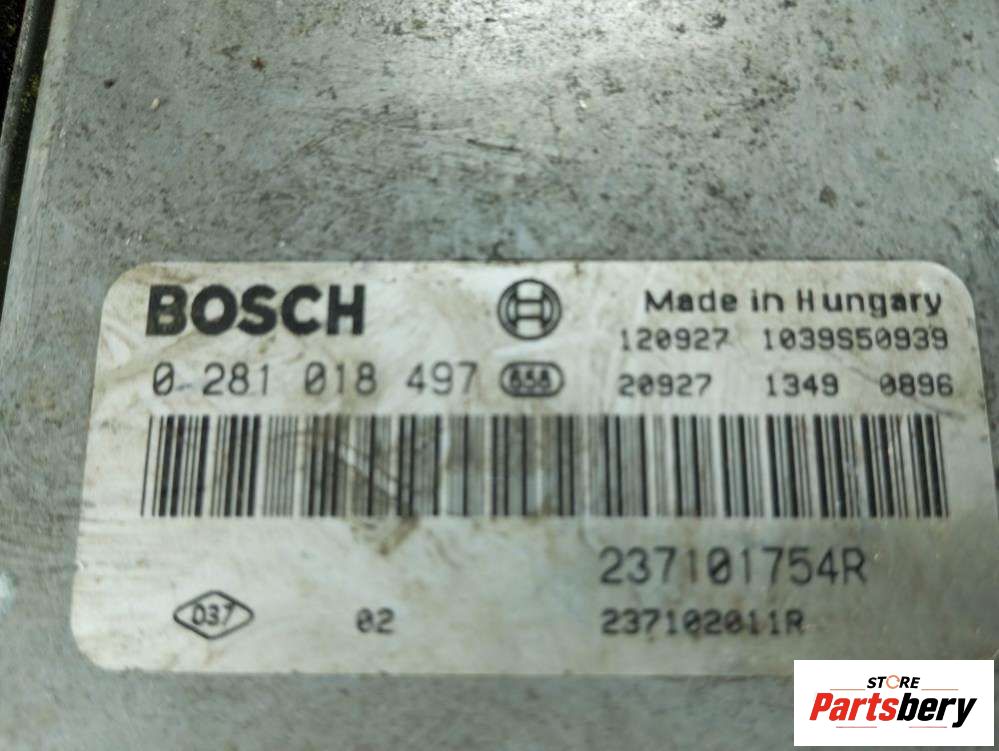 BOSCH
Made in Hungary
120927 1039S50939
0 281 018 497 658
20927 1349 0896
237101754R
D37 02 237102011R
STORE
Partsbery